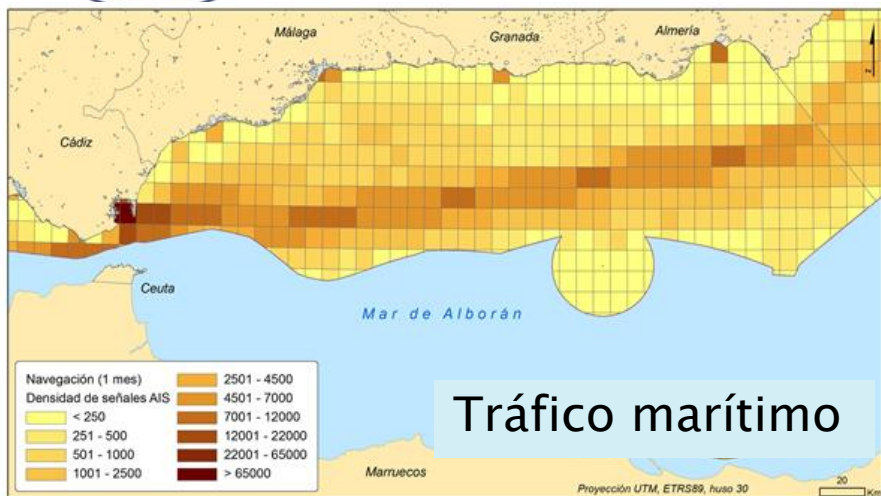 Málaga
Granada
Almería
Cádiz
Ceuta
Mar de Alborán
Marruecos
Navegación (1 mes)
Densidad de señales AIS
< 250
251 - 500
501 - 1000
1001 - 2500
2501 - 4500
4501 - 7000
7001 - 12000
12001 - 22000
22001 - 65000
> 65000
Tráfico marítimo
Proyección UTM, ETRS89, huso 30
20
Km